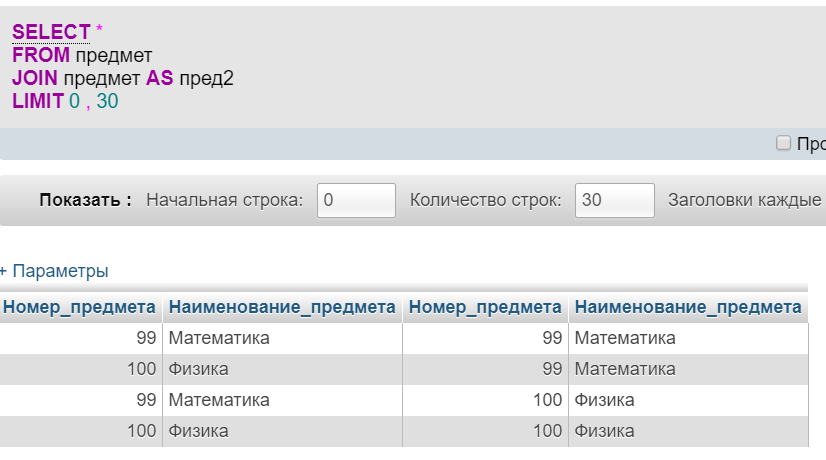 SELECT *
FROM предмет
JOIN предмет AS пред2
LIMIT 0 , 30
Про
Показать : Начальная строка: 0 Количество строк: 30 Заголовки каждые
+ Параметры
Номер_предмета Наименование_предмета Номер_предмета Наименование_предмета
99 Математика 99 Математика
100 Физика 99 Математика
99 Математика 100 Физика
100 Физика 100 Физика